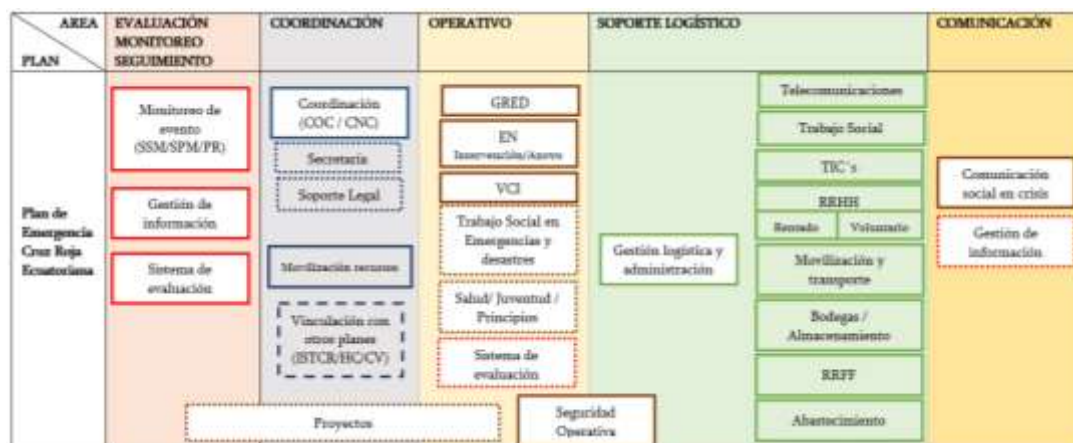 AREA
PLAN
EVALUACIÓN
MONITOREO
SEGUIMIENTO
COORDINACIÓN
OPERATIVO
SOPORTE LOGÍSTICO
COMUNICACIÓN
Plan de
Emergencia
Cruz Roja
Ecuatoriana
Monitoreo de
evento
(SSM/SPM/PR)
Gestión de
información
Sistema de
evaluación
Coordinación
(COC / CNC)
Secretaría
Soporte Legal
Movilización recursos
Vinculación con
otros planes
(ISTCR/HC/CV)
GRED
EN
Intervención/Anexo
VCI
Trabajo Social en
Emergencias y
desastres
Salud/ Juventud /
Principios
Sistema de
evaluación
Proyectos
Seguridad
Operativa
Gestión logística y
administración
Telecomunicaciones
Trabajo Social
TIC´s
RRHH
Rentado Voluntario
Movilización y
transporte
Bodegas /
Almacenamiento
RRFF
Abastecimiento
Comunicación
social en crisis
Gestión de
información